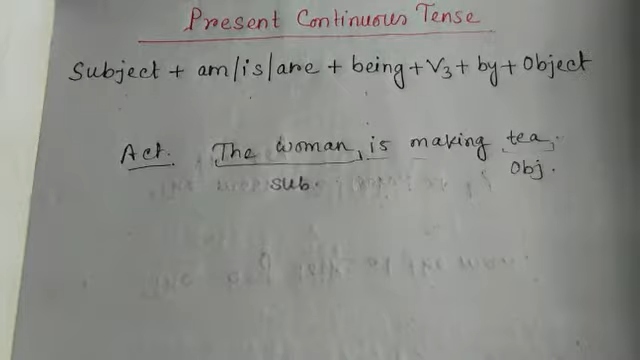 Present Continuous Tense
Subject + am/is/are + being + V3 + by + Object
Act. The woman, is making tea.
sub. Obj.